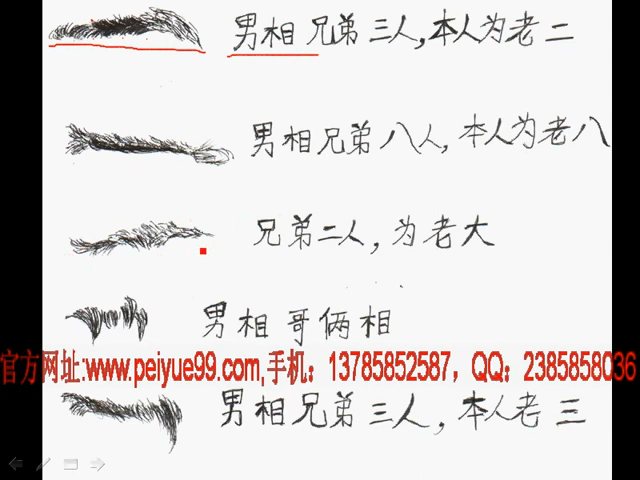 男相兄弟三人,本人为老二
男相兄弟八人,本人为老八
兄弟二人,为老大
男相哥俩相
官方网址:www.peiyue99.com,手机：13785852587，QQ：2385858036
男相兄弟三人，本人老三